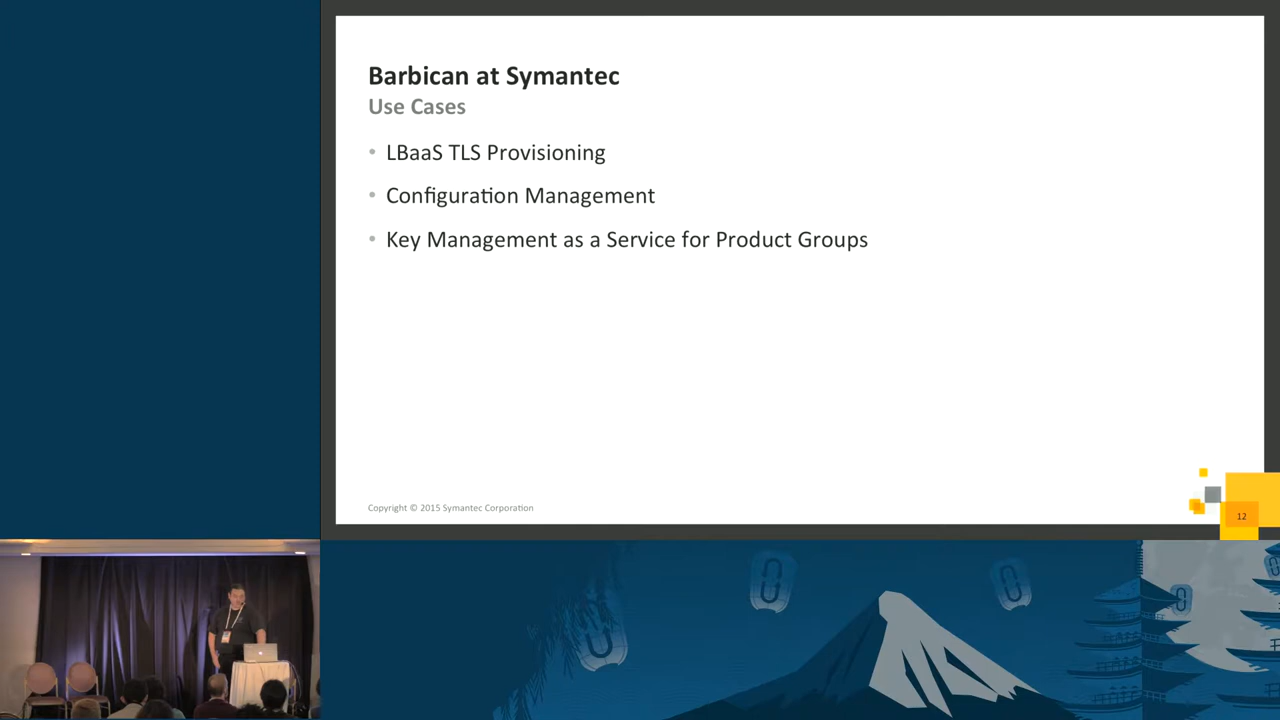 Barbican at Symantec
Use Cases
• LBaaS TLS Provisioning
• Configuration Management
• Key Management as a Service for Product Groups
Copyright © 2015 Symantec Corporation
12